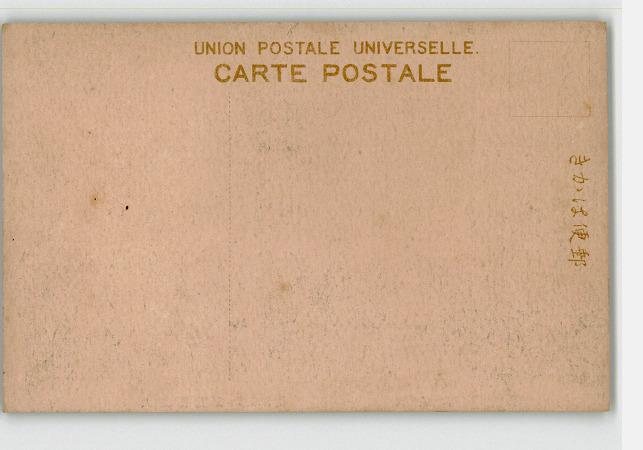 UNION POSTALE UNIVERSELLE.
CARTE POSTALE
郵便はかき